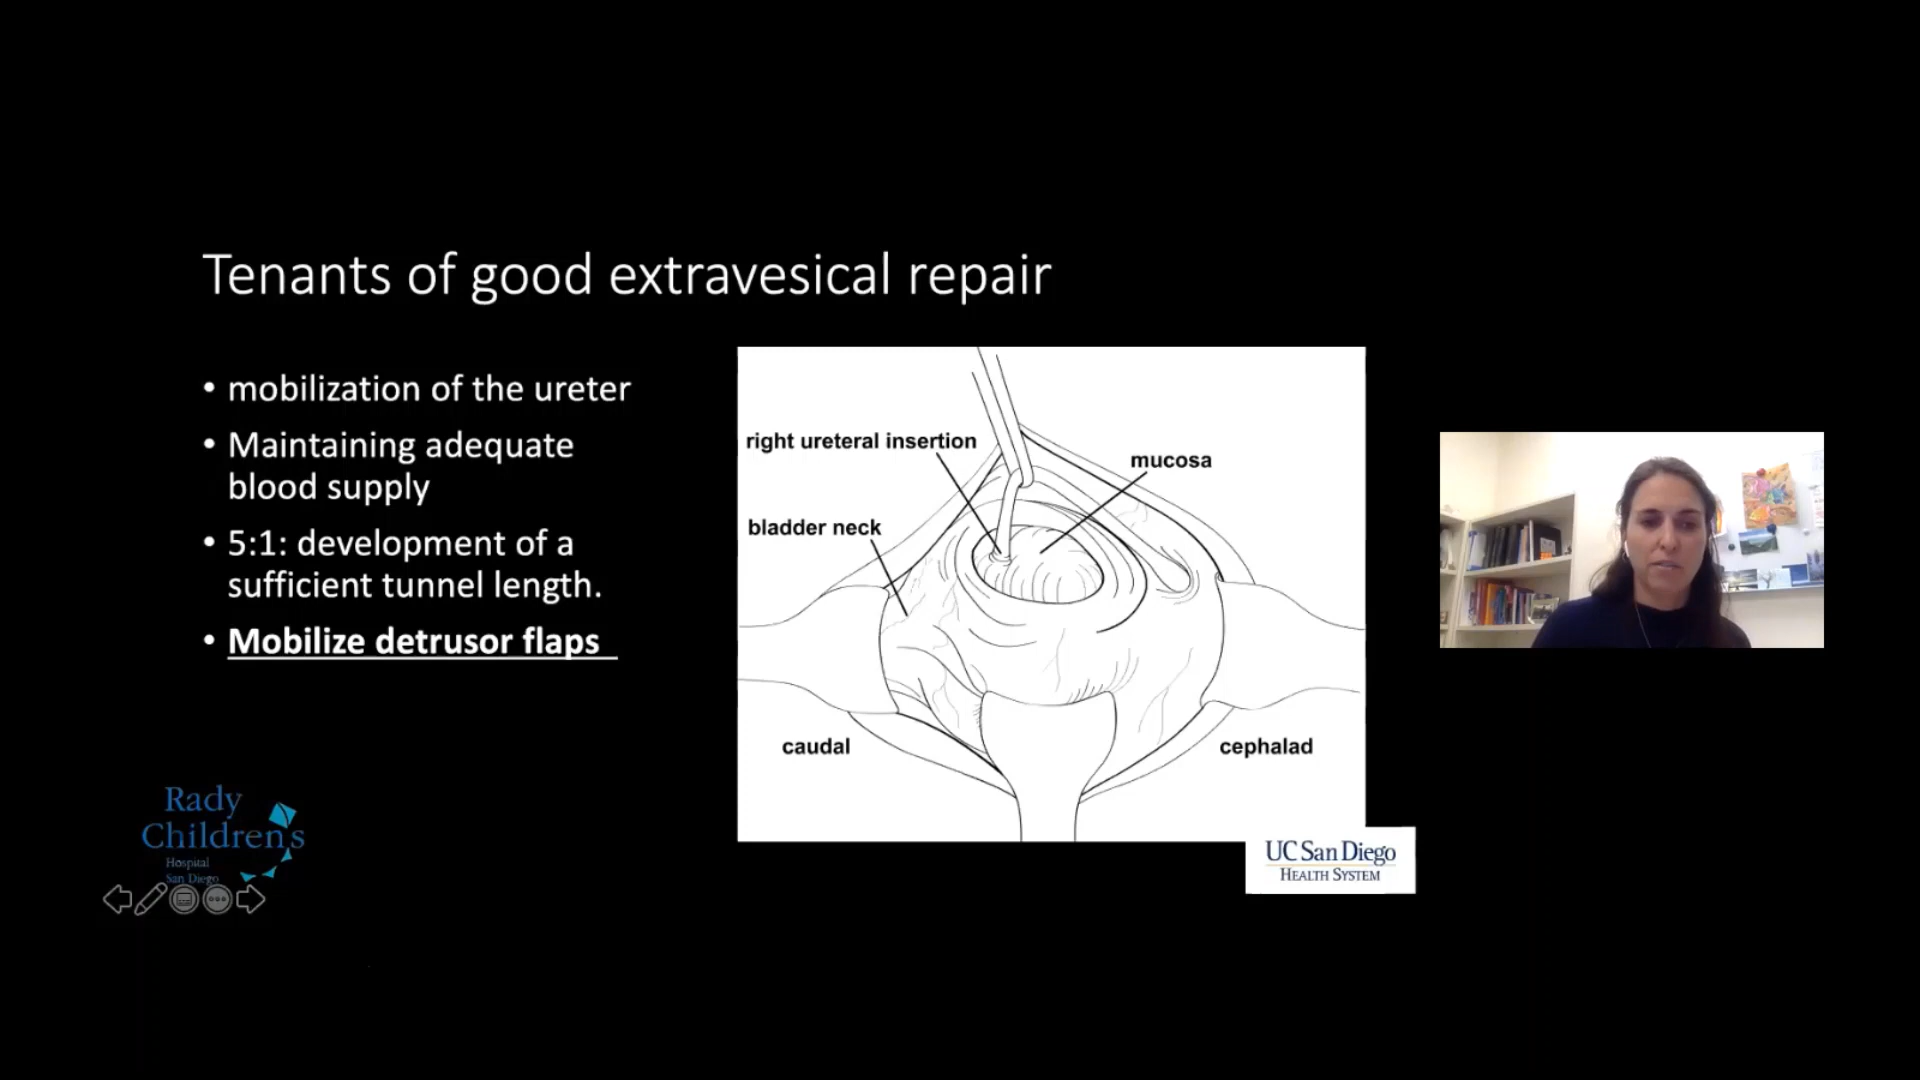 Tenants of good extravesical repair
• mobilization of the ureter
• Maintaining adequate
blood supply
• 5:1: development of a
sufficient tunnel length.
• Mobilize detrusor flaps
right ureteral insertion
mucosa
bladder neck
caudal
cephalad
Rady
Children's
Hospital
San Diego
UC San Diego
HEALTH SYSTEM